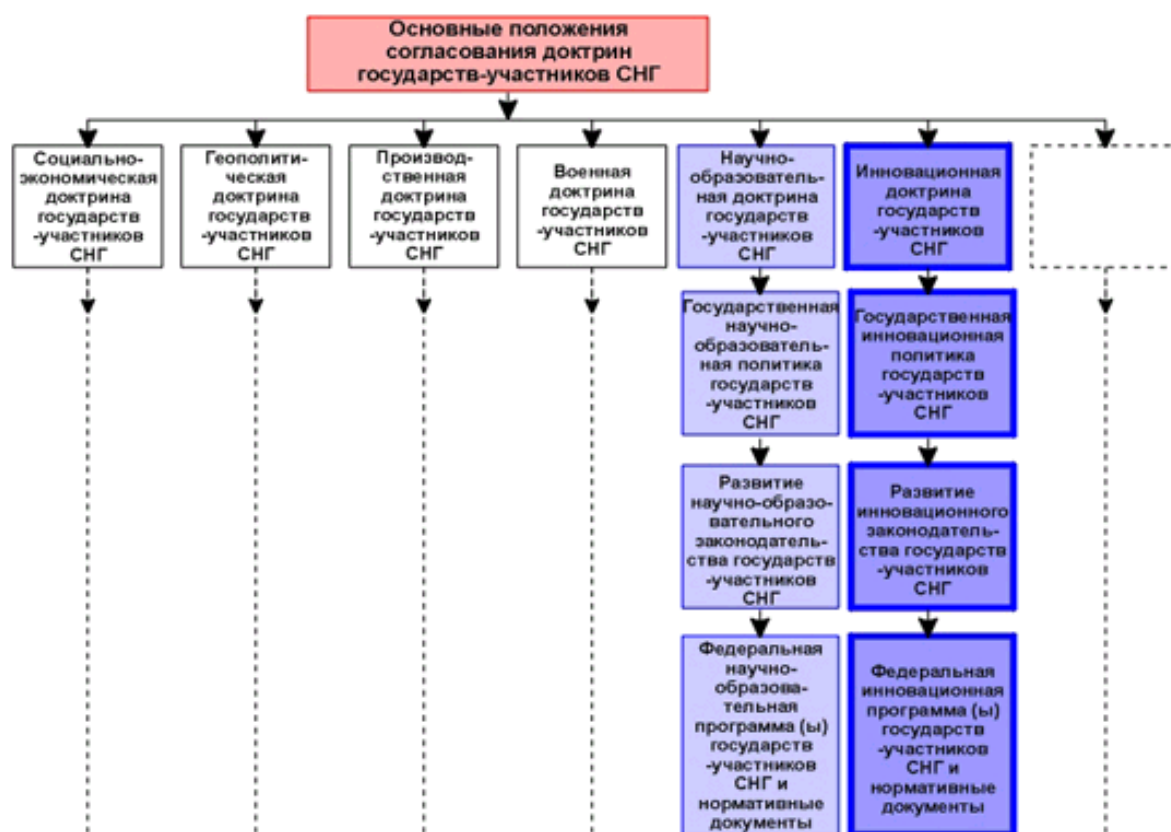 Основные положения
согласования доктрин
государств-участников СНГ
Социально-
экономическая
доктрина
государств
-участников
СНГ
Геополити-
ческая
доктрина
государств
-участников
СНГ
Производ-
ственная
доктрина
государств
-участников
СНГ
Военная
доктрина
государств
-участников
СНГ
Научно-
образователь-
ная доктрина
государств
-участников
СНГ
Инновационная
доктрина
государств
-участников
СНГ
Государственная
научно-
образователь-
ная политика
государств
-участников
СНГ
Государственная
инновационная
политика
государств
-участников
СНГ
Развитие
научно-образо-
вательного
законодатель-
ства государств
-участников
СНГ
Развитие
инновационного
законодатель-
ства государств
-участников
СНГ
Федеральная
научно-
образова-
тельная
программа (ы)
государств
-участников
СНГ и
нормативные
документы
Федеральная
инновационная
программа (ы)
государств
-участников
СНГ и
нормативные
документы